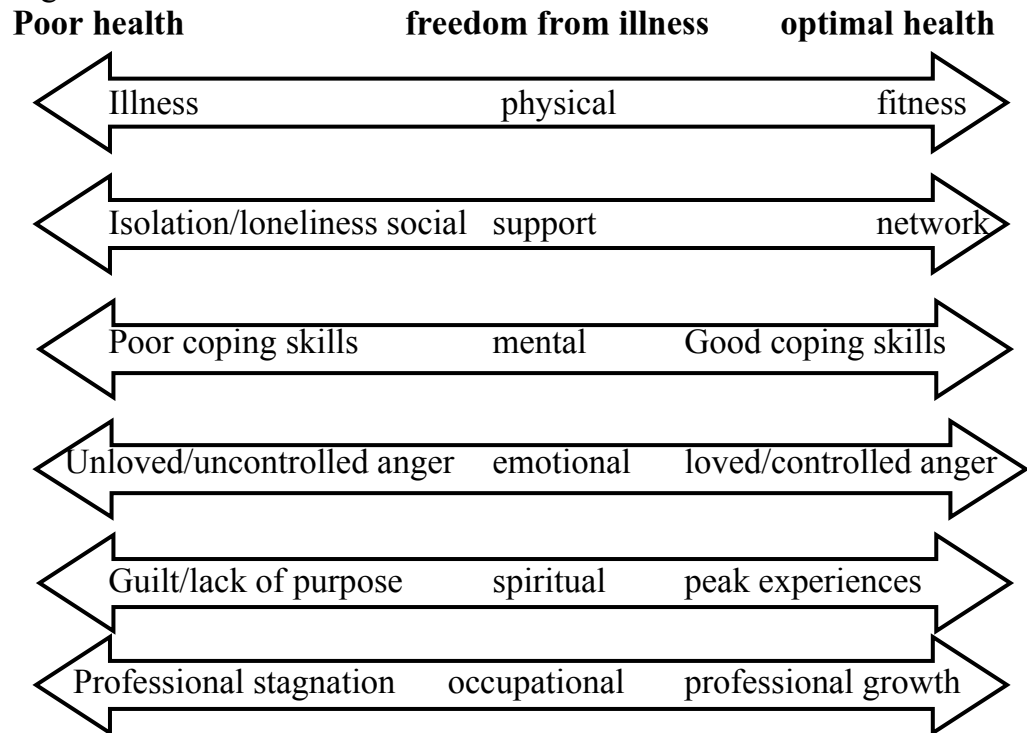 Poor health freedom from illness optimal health
Illness physical fitness
Isolation/loneliness social support network
Poor coping skills mental Good coping skills
Unloved/uncontrolled anger emotional loved/controlled anger
Guilt/lack of purpose spiritual peak experiences
Professional stagnation occupational professional growth